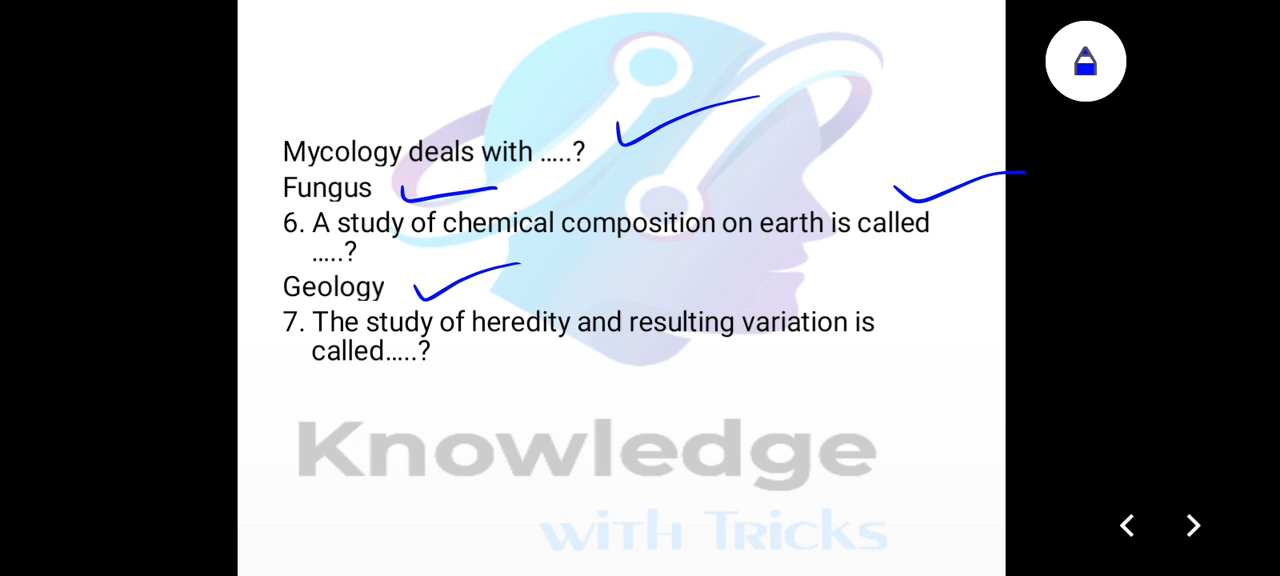 Mycology deals with .....?
Fungus
6. A study of chemical composition on earth is called
.....?
Geology
7. The study of heredity and resulting variation is
called.....?
Knowledge
with Tricks